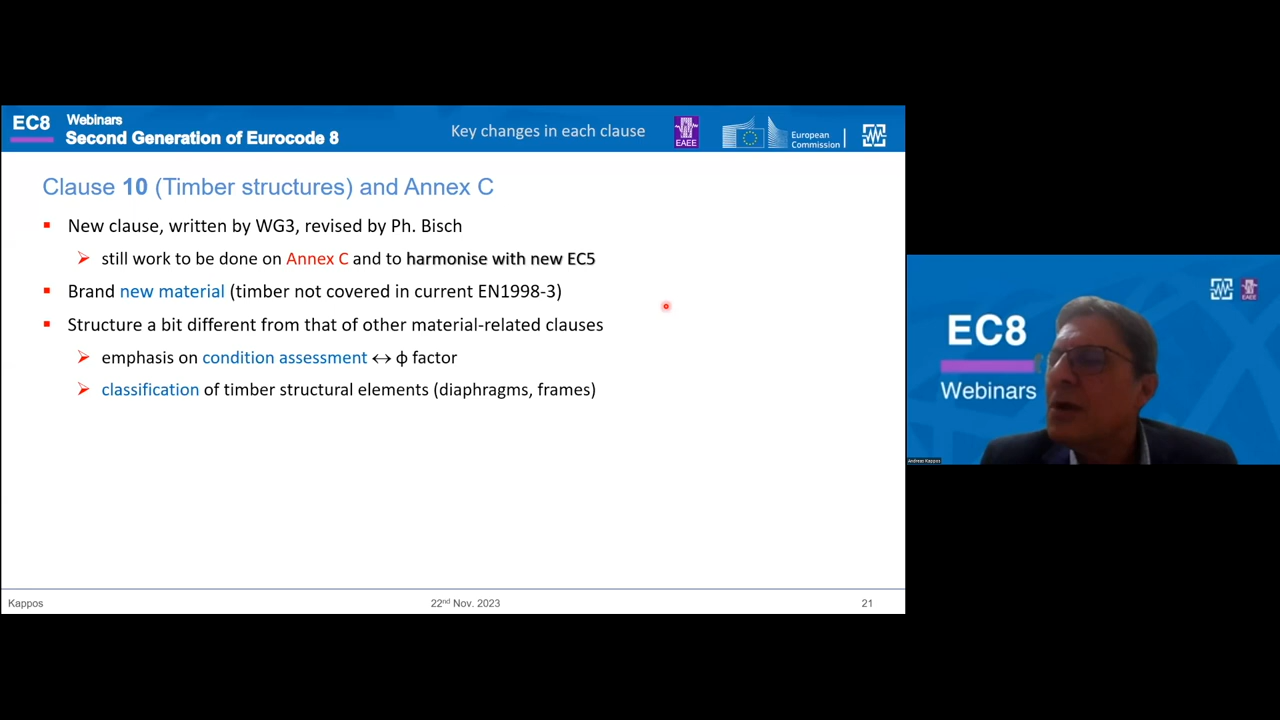 EC8
Webinars
Second Generation of Eurocode 8
Key changes in each clause
EAEE
European
Commission
Clause 10 (Timber structures) and Annex C
New clause, written by WG3, revised by Ph. Bisch
still work to be done on Annex C and to harmonise with new EC5
Brand new material (timber not covered in current EN1998-3)
Structure a bit different from that of other material-related clauses
emphasis on condition assessment ↔ ϕ factor
classification of timber structural elements (diaphragms, frames)
Kappos
22nd Nov. 2023
21
EC8
Webinars
EAEE
Andreas Kappos